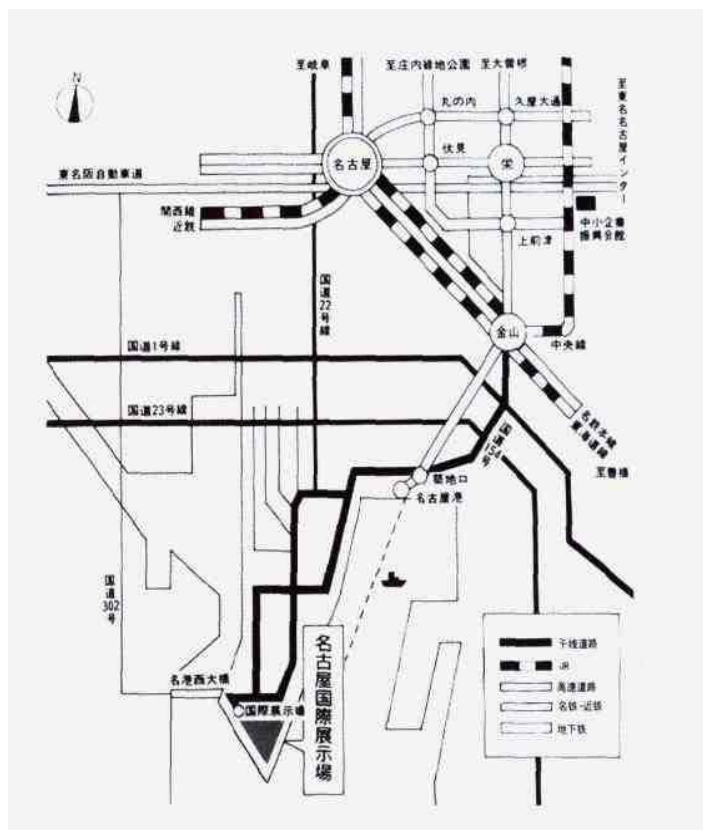 N
至岐阜
至庄内緑地公園
至大曽根
至東名名古屋インター
丸の内
久屋大通
名古屋
伏見
栄
東名阪自動車道
関西線
近鉄
中小企業
振興会館
上前津
国道22号線
金山
中央線
国道1号線
国道23号線
名鉄本線
東海道線
国道154号
至豊橋
築地口
名古屋港
国道302号
名港西大橋
国際展示場
名古屋国際展示場
干線道路
JR
高速道路
名鉄-近鉄
地下鉄